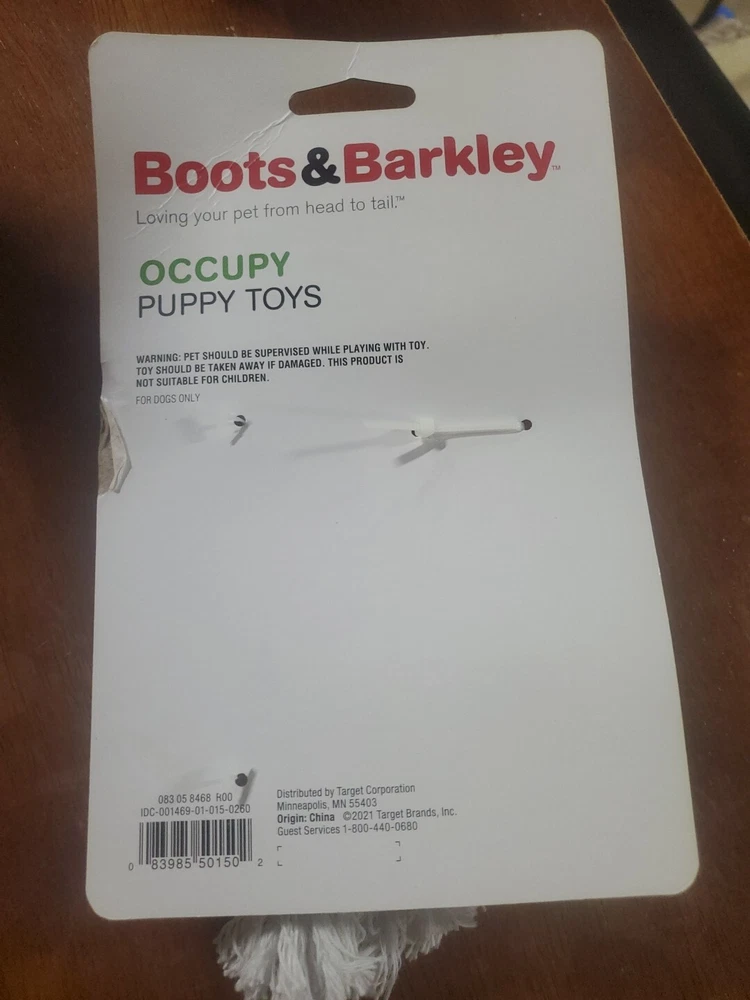 Boots&Barkley™
Loving your pet from head to tail.™
OCCUPY
PUPPY TOYS
WARNING: PET SHOULD BE SUPERVISED WHILE PLAYING WITH TOY.
TOY SHOULD BE TAKEN AWAY IF DAMAGED. THIS PRODUCT IS
NOT SUITABLE FOR CHILDREN.
FOR DOGS ONLY
083 05 8468 R00
IDC-001469-01-015-0260
0 83985 50150 2
Distributed by Target Corporation
Minneapolis, MN 55403
Origin: China ©2021 Target Brands, Inc.
Guest Services 1-800-440-0680